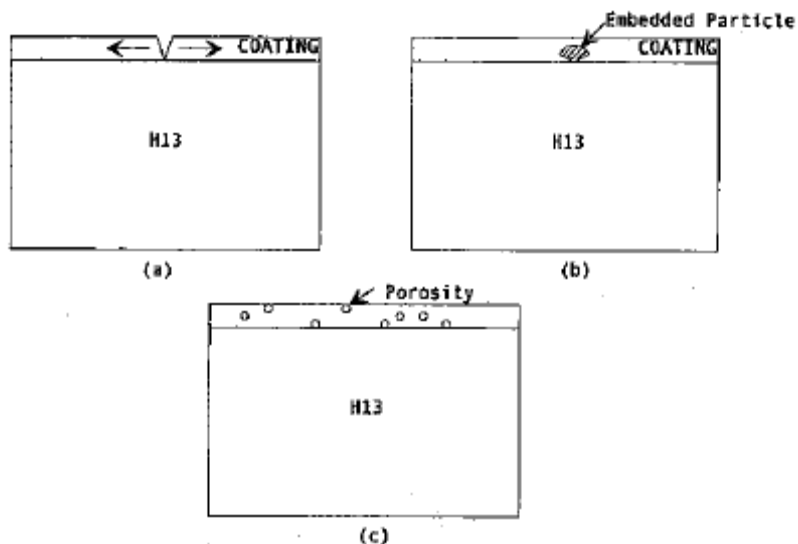 COATING
H13
(a)
Embedded Particle
COATING
H13
(b)
Porosity
H13
(c)